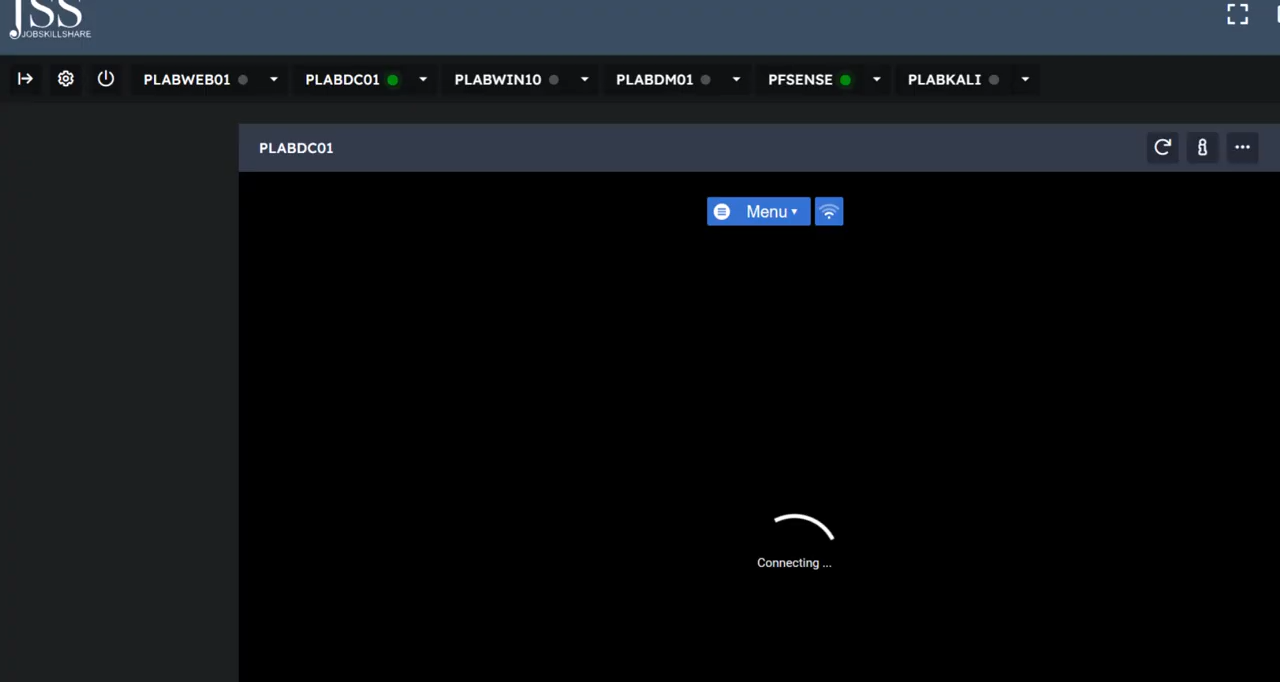 JSS
JOBSKILLSHARE
PLABWEB01 PLABDC01 PLABWIN10 PLABDM01 PFSENSE PLABKALI
PLABDC01
Menu
Connecting ...